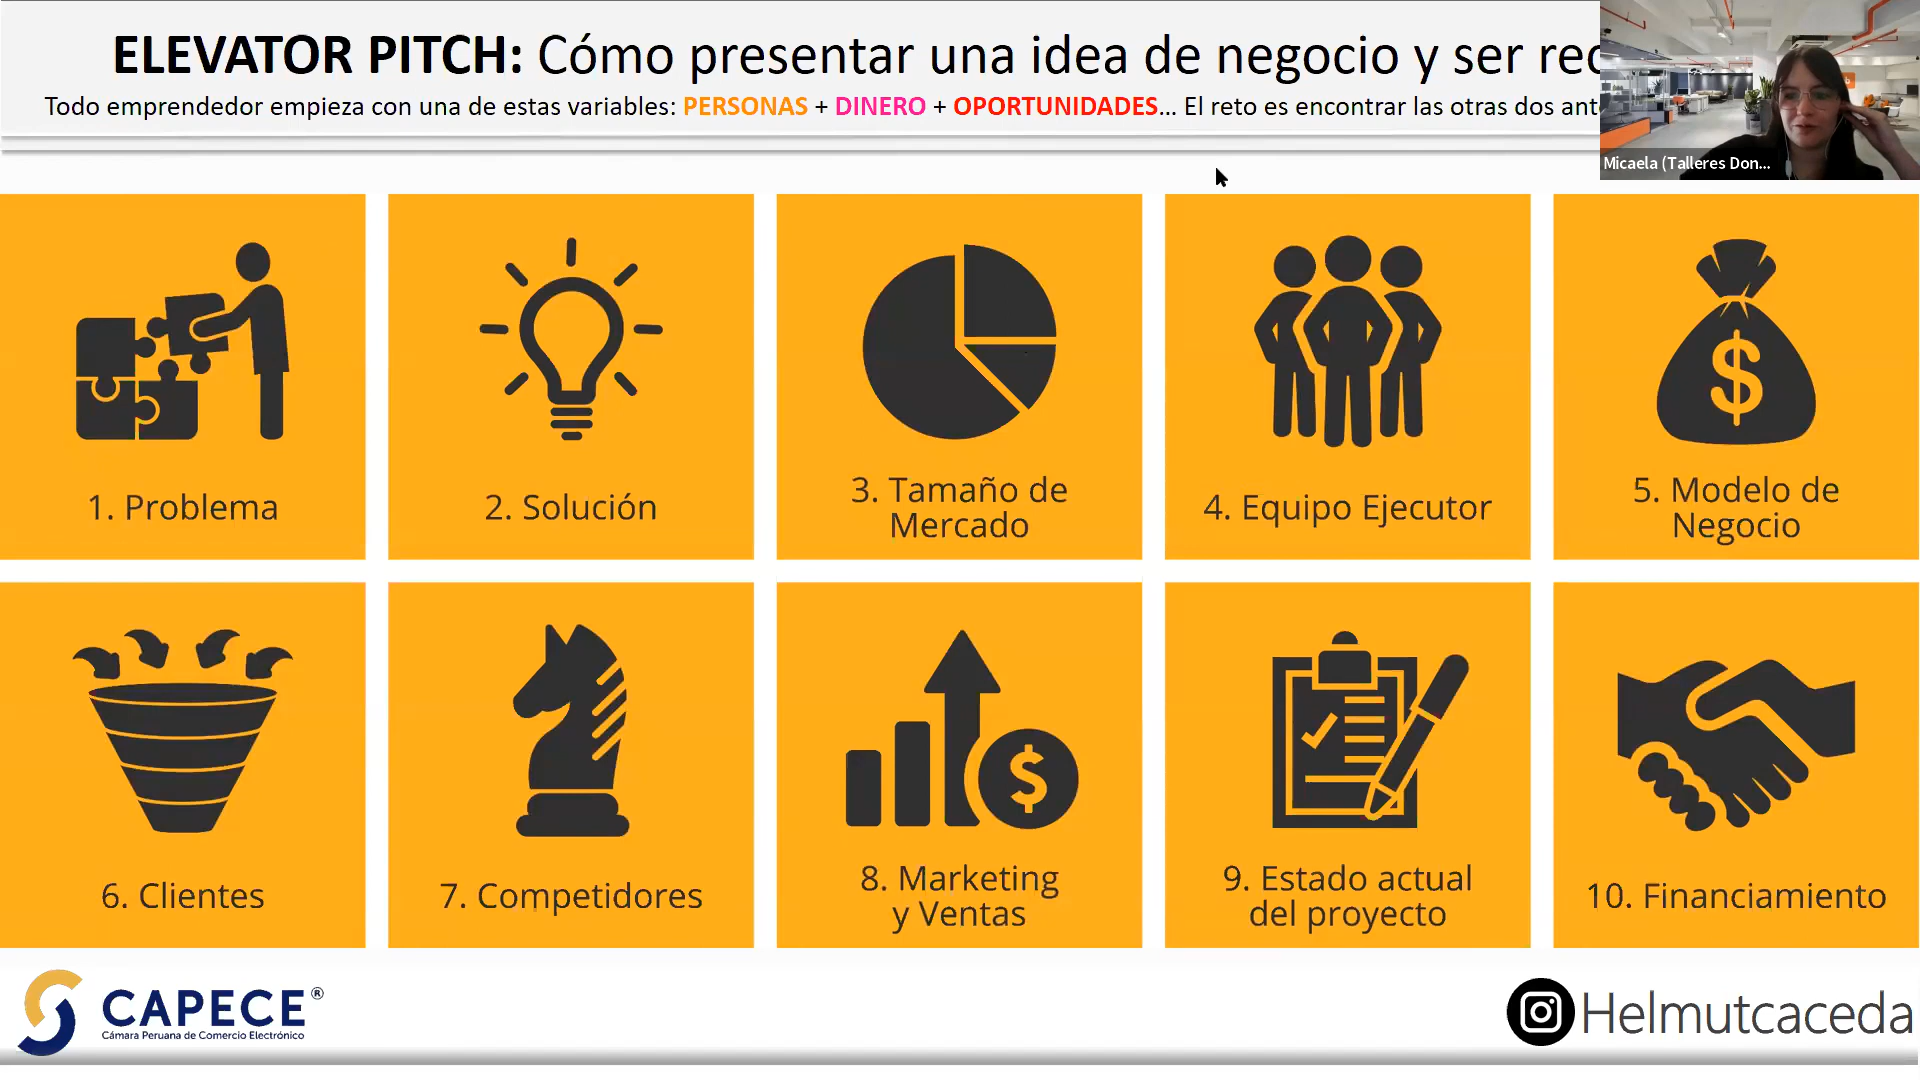 ELEVATOR PITCH: Cómo presentar una idea de negocio y ser
Todo emprendedor empieza con una de estas variables: PERSONAS + DINERO + OPORTUNIDADES... El reto es encontrar las otras dos
Micaela (Talleres Don...
1. Problema
2. Solución
3. Tamaño de
Mercado
4. Equipo Ejecutor
5. Modelo de
Negocio
6. Clientes
7. Competidores
8. Marketing
y Ventas
9. Estado actual
del proyecto
10. Financiamiento
CAPECE®
Cámara Peruana de Comercio Electrónico
Helmutcaceda